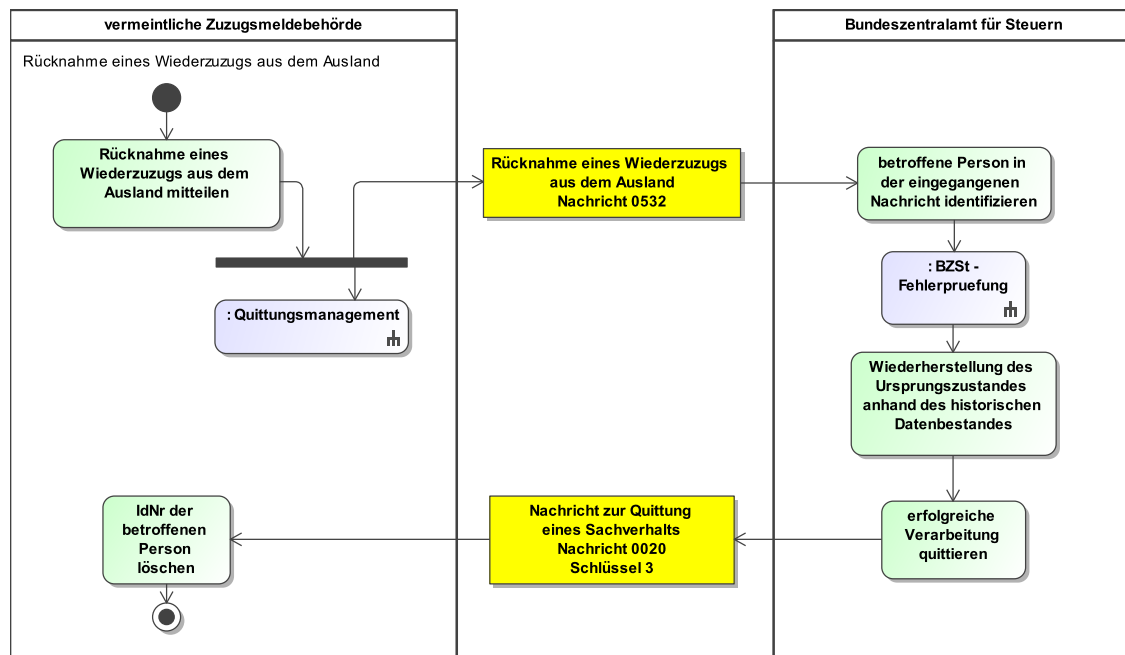 vermeintliche Zuzugsmeldebehörde
Bundeszentralamt für Steuern
Rücknahme eines Wiederzuzugs aus dem Ausland
Rücknahme eines
Wiederzuzugs aus dem
Ausland mitteilen
Rücknahme eines Wiederzuzugs
aus dem Ausland
Nachricht 0532
betroffene Person in
der eingegangenen
Nachricht identifizieren
: Quittungsmanagement
: BZSt -
Fehlerpruefung
Wiederherstellung des
Ursprungszustandes
anhand des historischen
Datenbestandes
erfolgreiche
Verarbeitung
quittieren
Nachricht zur Quittung
eines Sachverhalts
Nachricht 0020
Schlüssel 3
IdNr der
betroffenen
Person
löschen